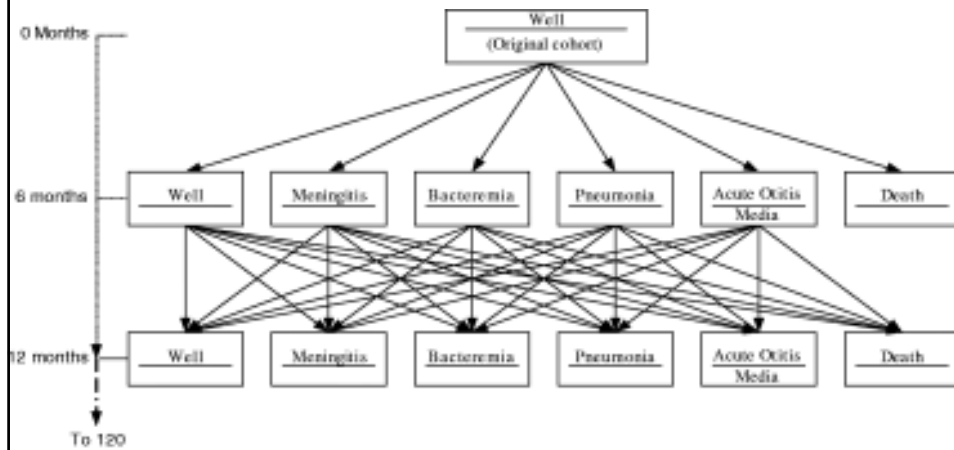 0 Months
Well
(Original cohort)
6 months
Well
Meningitis
Bacteremia
Pneumonia
Acute Otitis
Media
Death
12 months
Well
Meningitis
Bacteremia
Pneumonia
Acute Otitis
Media
Death
To 120